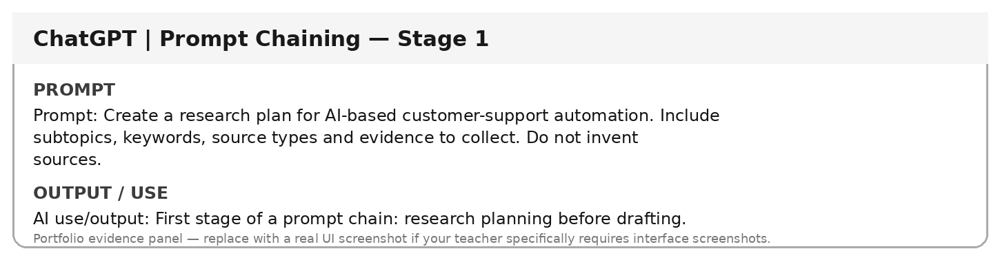 ChatGPT | Prompt Chaining — Stage 1
PROMPT
Prompt: Create a research plan for AI-based customer-support automation. Include
subtopics, keywords, source types and evidence to collect. Do not invent
sources.
OUTPUT / USE
AI use/output: First stage of a prompt chain: research planning before drafting.
Portfolio evidence panel — replace with a real UI screenshot if your teacher specifically requires interface screenshots.